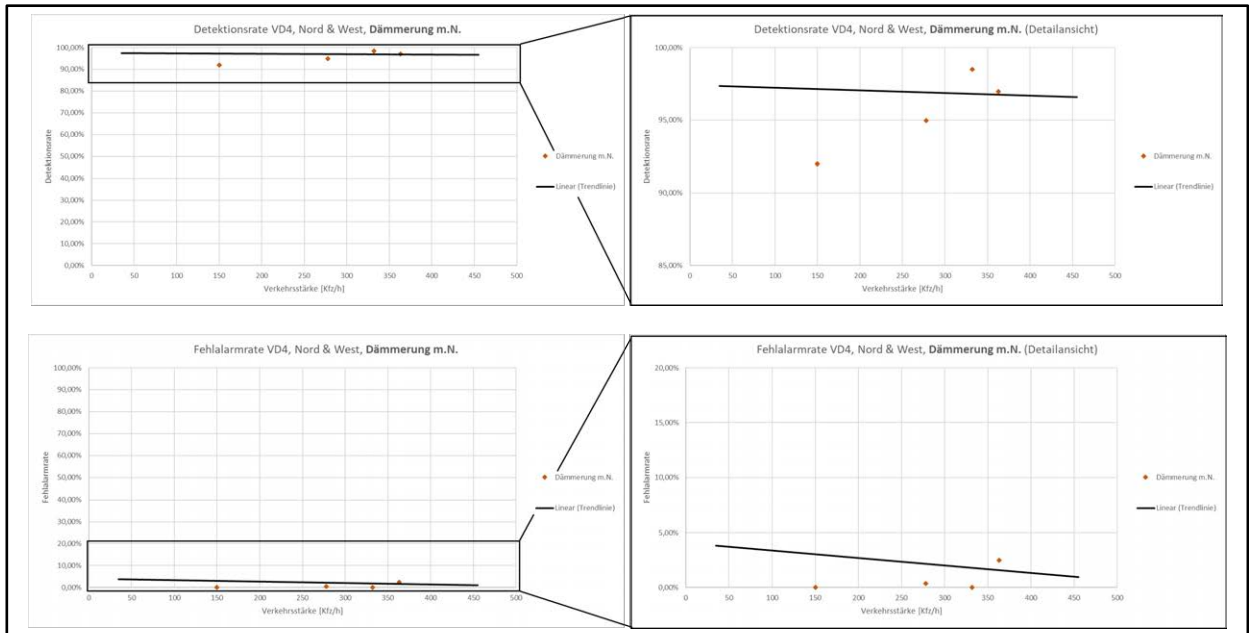 Detektionsrate VD4, Nord & West, Dämmerung m.N.
100,00%
90,00%
80,00%
70,00%
60,00%
50,00%
40,00%
30,00%
20,00%
10,00%
0,00%
Detektionsrate
0 50 100 150 200 250 300 350 400 450 500
Verkehrsstärke [Kfz/h]
Dämmerung m.N.
Linear (Trendlinie)
Detektionsrate VD4, Nord & West, Dämmerung m.N. (Detailansicht)
100,00%
95,00%
90,00%
85,00%
Detektionsrate
0 50 100 150 200 250 300 350 400 450 500
Verkehrsstärke [Kfz/h]
Dämmerung m.N.
Linear (Trendlinie)
Fehlalarmrate VD4, Nord & West, Dämmerung m.N.
100,00%
90,00%
80,00%
70,00%
60,00%
50,00%
40,00%
30,00%
20,00%
10,00%
0,00%
Fehlalarmrate
0 50 100 150 200 250 300 350 400 450 500
Verkehrsstärke [Kfz/h]
Dämmerung m.N.
Linear (Trendlinie)
Fehlalarmrate VD4, Nord & West, Dämmerung m.N. (Detailansicht)
20,00%
15,00%
10,00%
5,00%
0,00%
Fehlalarmrate
0 50 100 150 200 250 300 350 400 450 500
Verkehrsstärke [Kfz/h]
Dämmerung m.N.
Linear (Trendlinie)